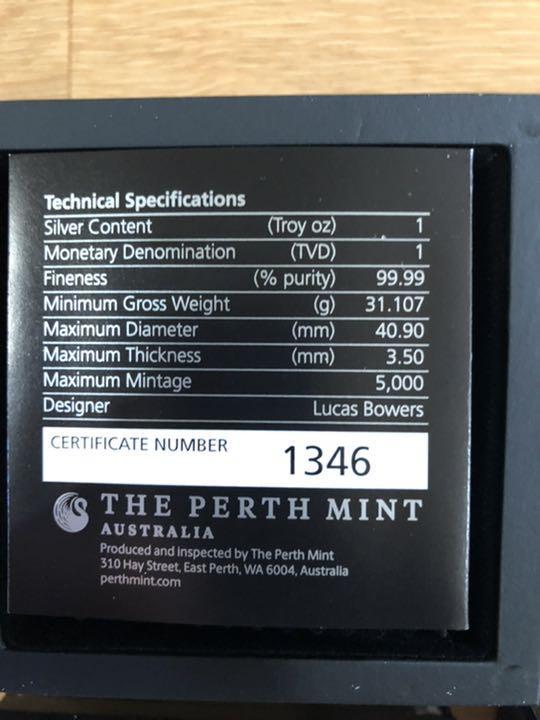 Technical Specifications
Silver Content (Troy oz) 1
Monetary Denomination (TVD) 1
Fineness (% purity) 99.99
Minimum Gross Weight (g) 31.107
Maximum Diameter (mm) 40.90
Maximum Thickness (mm) 3.50
Maximum Mintage 5,000
Designer Lucas Bowers
CERTIFICATE NUMBER 1346
THE PERTH MINT
AUSTRALIA
Produced and inspected by The Perth Mint
310 Hay Street, East Perth, WA 6004, Australia
perthmint.com